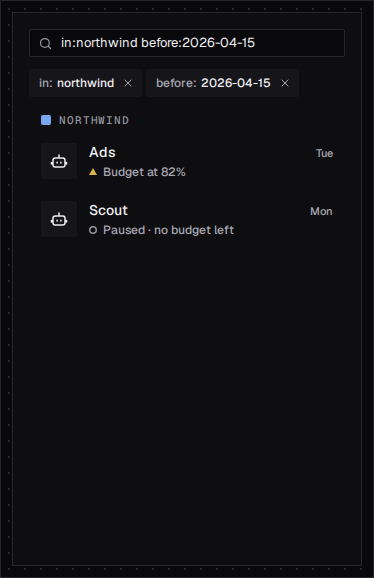 in:northwind before:2026-04-15
in: northwind × before: 2026-04-15 ×
NORTHWIND
Ads Tue
Budget at 82%
Scout Mon
Paused · no budget left